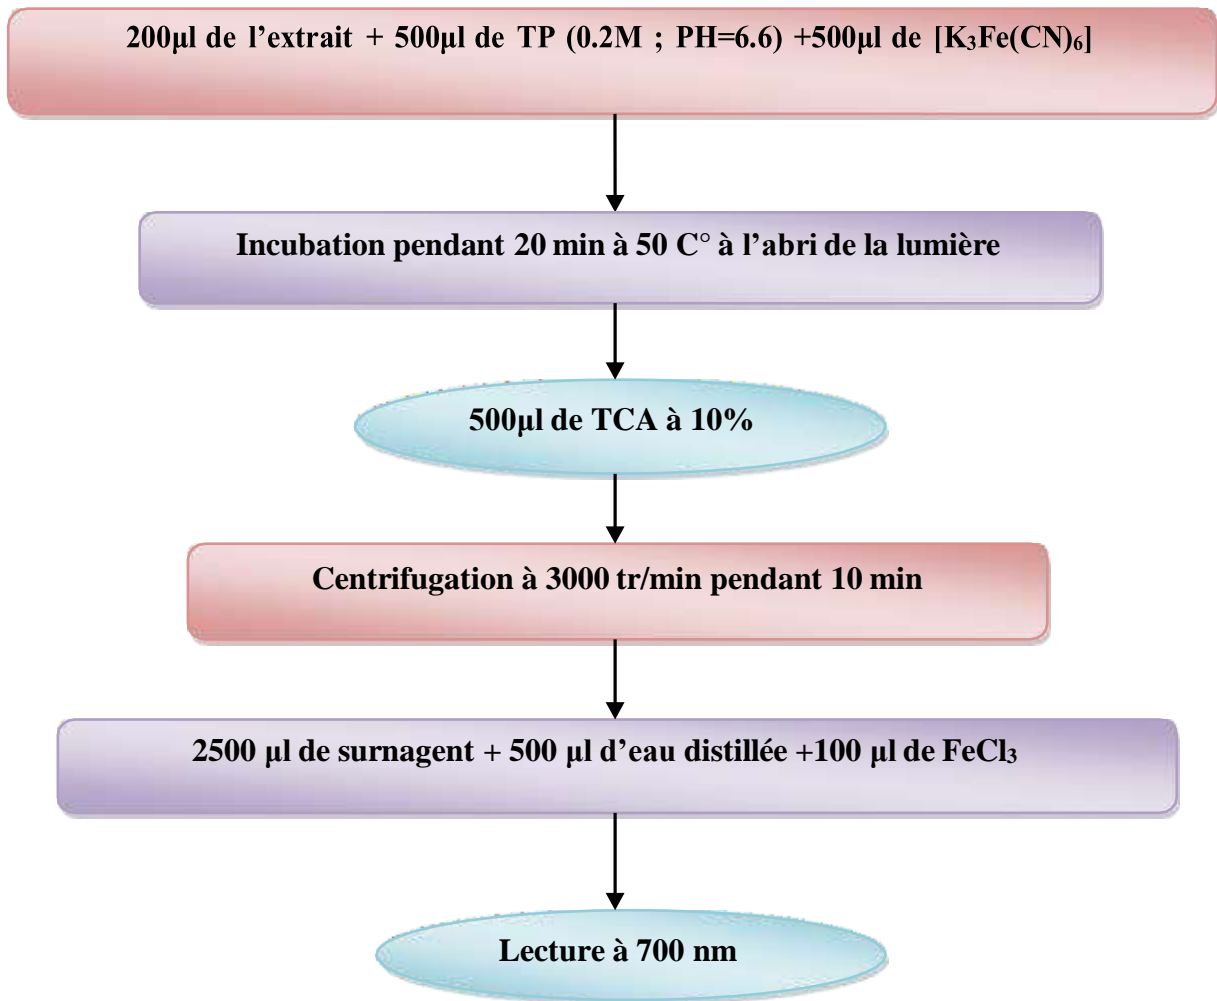 200µl de l’extrait + 500µl de TP (0.2M ; PH=6.6) +500µl de [K₃Fe(CN)₆]
Incubation pendant 20 min à 50 C° à l’abri de la lumière
500µl de TCA à 10%
Centrifugation à 3000 tr/min pendant 10 min
2500 µl de surnagent + 500 µl d’eau distillée +100 µl de FeCl₃
Lecture à 700 nm